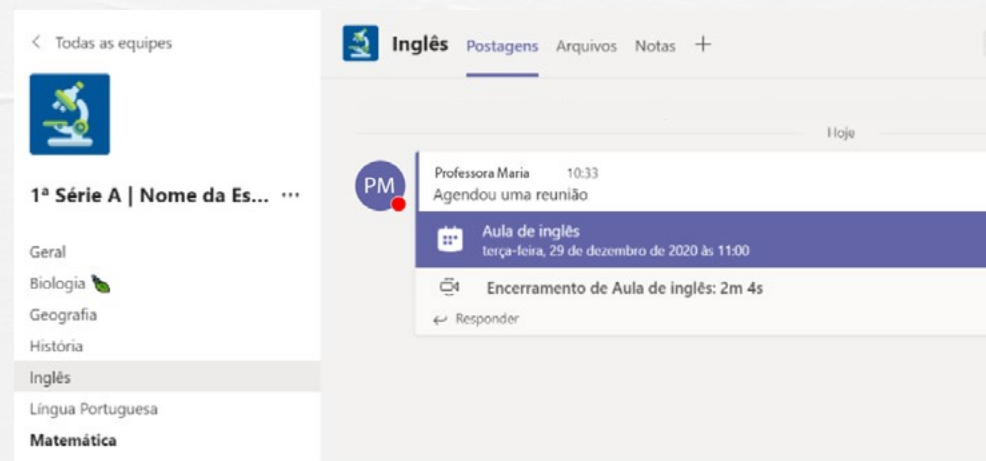 Todas as equipes
1ª Série A | Nome da Es... ...
Geral
Biologia
Geografia
História
Inglês
Língua Portuguesa
Matemática
Inglês Postagens Arquivos Notas +
Hoje
PM
Professora Maria 10:33
Agendou uma reunião
Aula de inglês
terça-feira, 29 de dezembro de 2020 às 11:00
Encerramento de Aula de inglês: 2m 4s
Responder